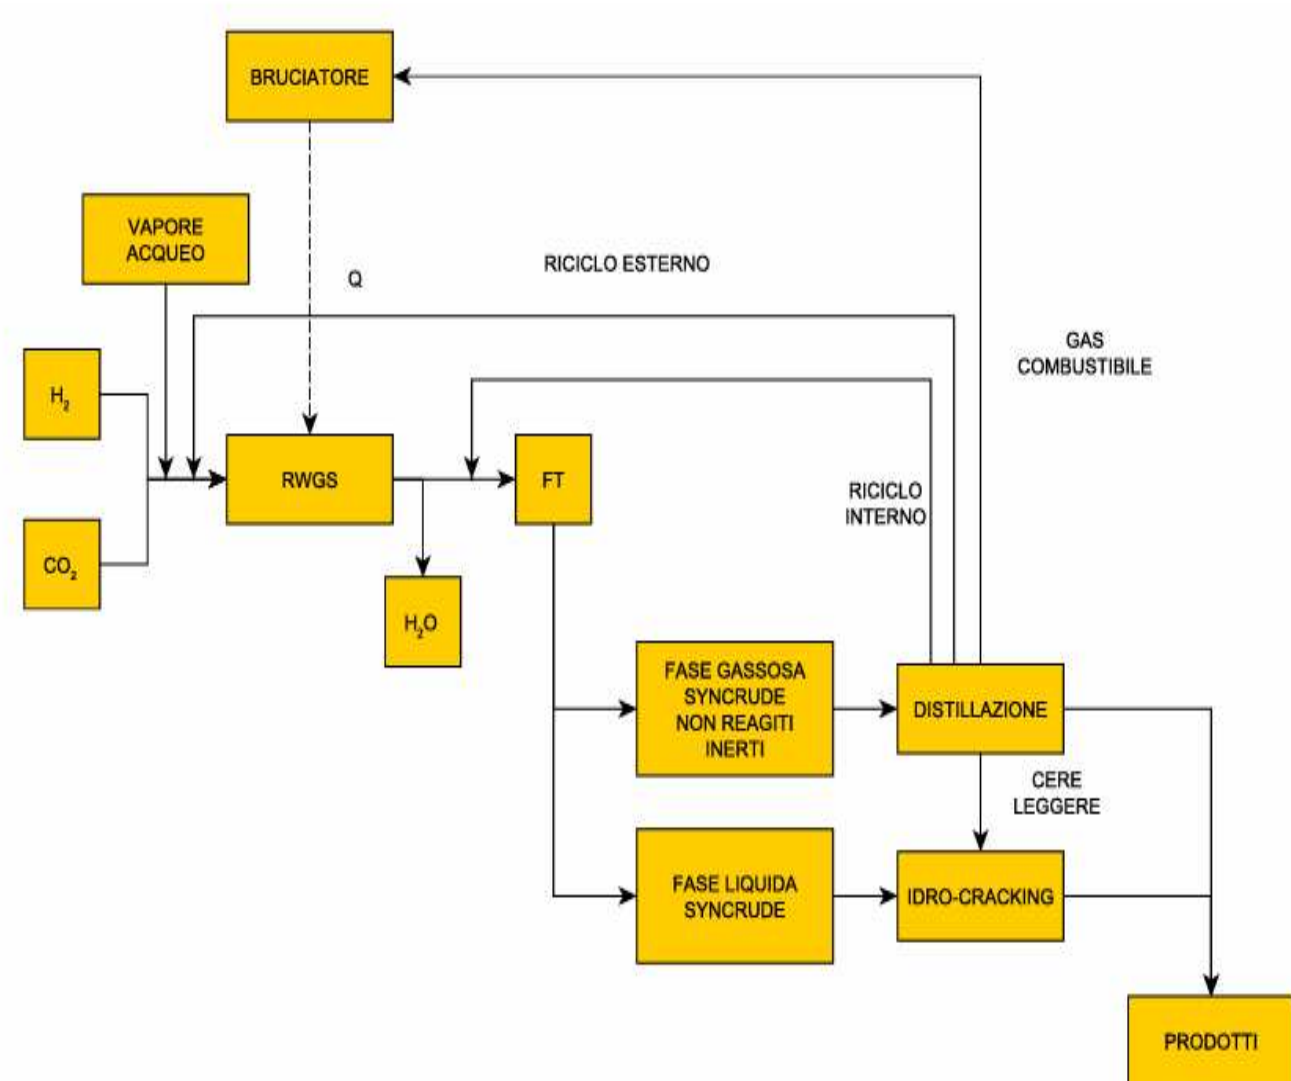 BRUCIATORE
VAPORE
ACQUEO
Q
RICICLO ESTERNO
GAS
COMBUSTIBILE
H₂
RWGS
FT
RICICLO
INTERNO
CO₂
H₂O
FASE GASSOSA
SYNCRUDE
NON REAGITI
INERTI
DISTILLAZIONE
CERE
LEGGERE
FASE LIQUIDA
SYNCRUDE
IDRO-CRACKING
PRODOTTI